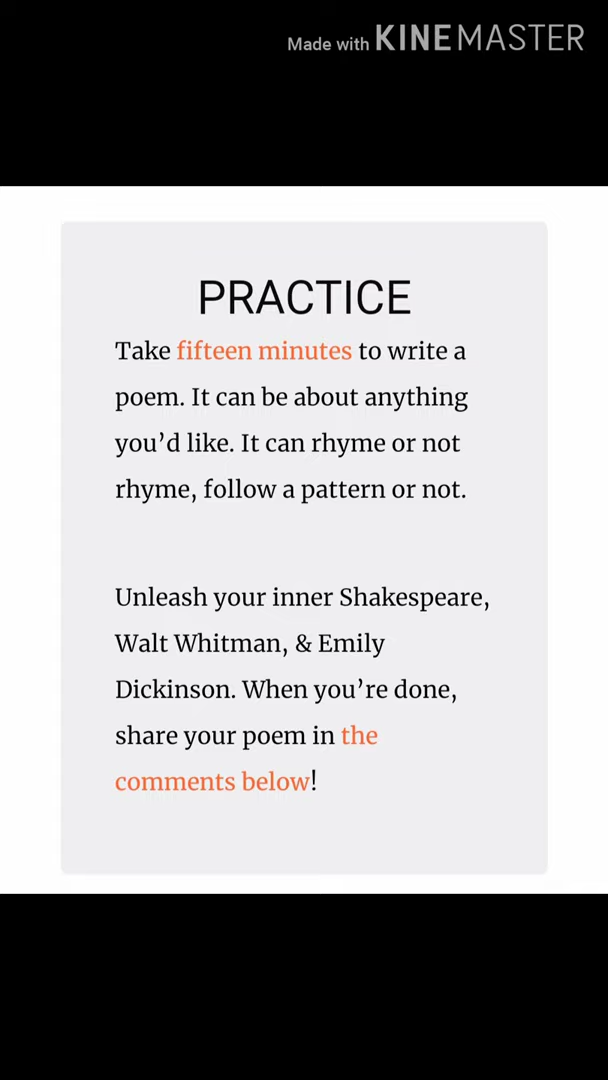 Made with KINEMASTER
PRACTICE
Take fifteen minutes to write a
poem. It can be about anything
you’d like. It can rhyme or not
rhyme, follow a pattern or not.
Unleash your inner Shakespeare,
Walt Whitman, & Emily
Dickinson. When you’re done,
share your poem in the
comments below!